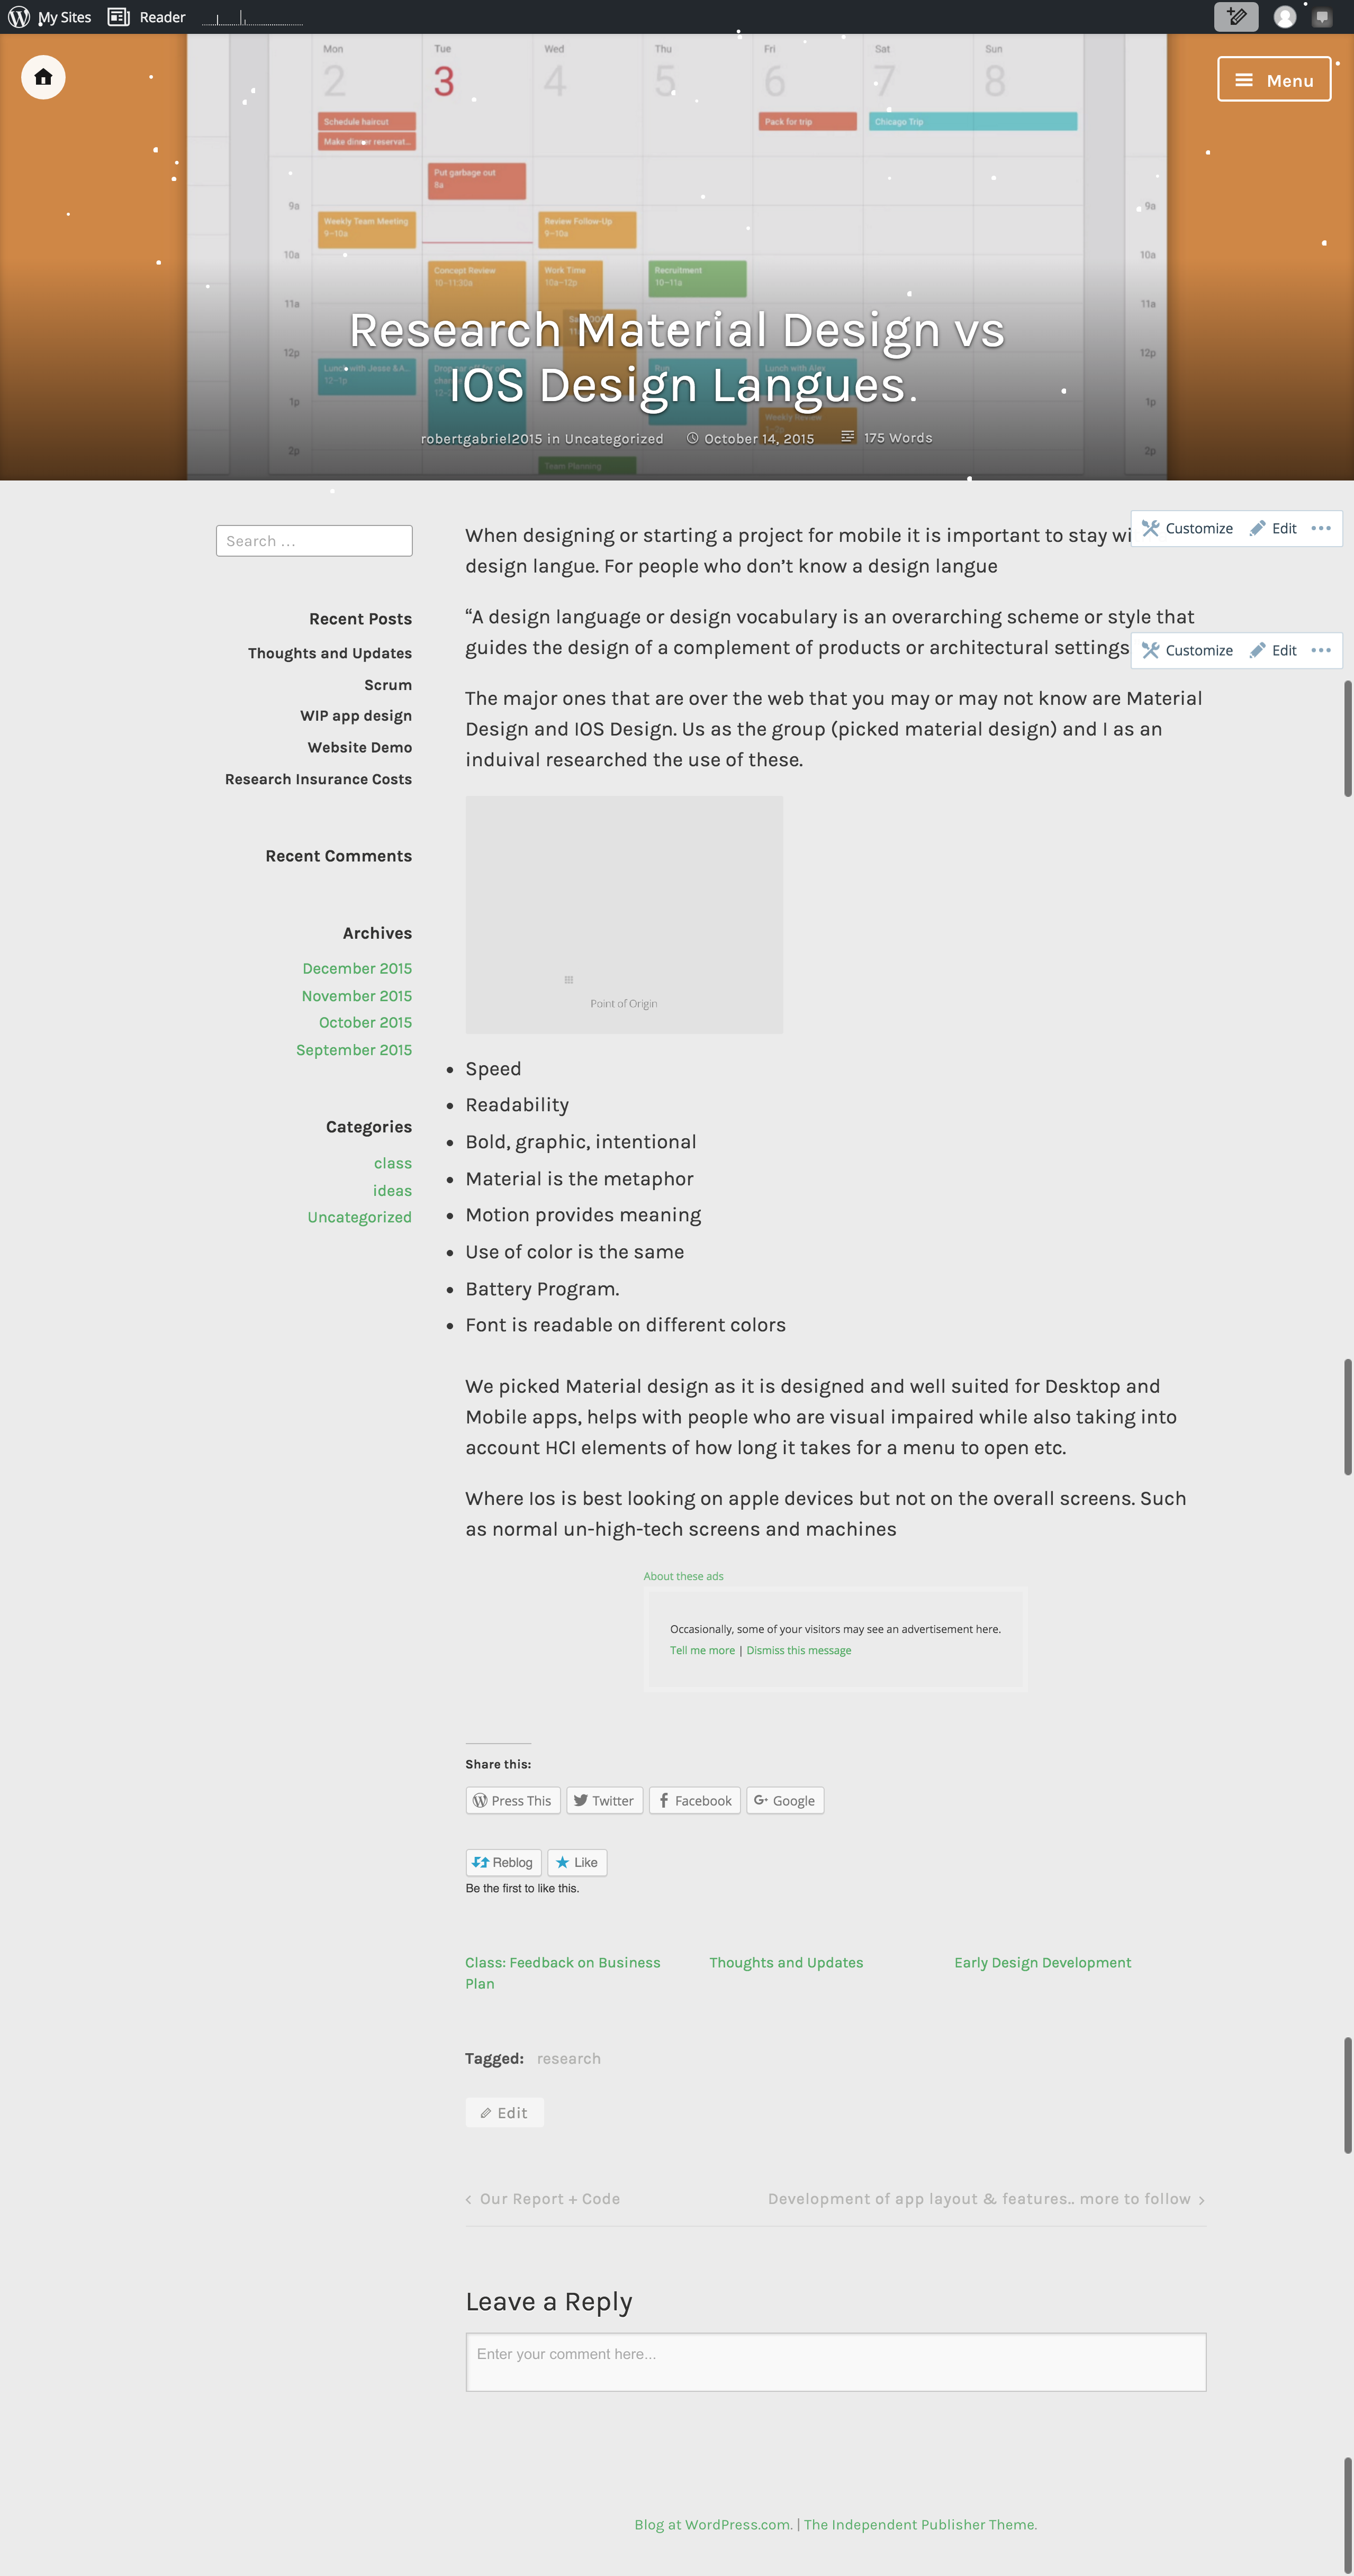 My Sites Reader
Menu
Mon Tue Wed Thu Fri Sat Sun
2 3 4 5 6 7 8
Schedule haircut Pack for trip Chicago Trip
Make dinner reservat...
Put garbage out
8a
9a 9a
Weekly Team Meeting Review Follow-Up
9–10a 9–10a
10a 10a
Concept Review Work Time Recruitment
10–11:30a 10a–12p 10–11a
11a
11a
Research Material Design vs
IOS Design Langues.
12p 12p
Lunch with Jesse &A... Run Lunch with Alex
12–1p
1p 1p
Weekly Review
robertgabriel2015 in Uncategorized October 14, 2015 175 Words
2p 2p
Team Planning
Search ...
Recent Posts
Thoughts and Updates
Scrum
WIP app design
Website Demo
Research Insurance Costs
Recent Comments
Archives
December 2015
November 2015
October 2015
September 2015
Categories
class
ideas
Uncategorized
When designing or starting a project for mobile it is important to stay wi
Customize Edit
design langue. For people who don’t know a design langue
“A design language or design vocabulary is an overarching scheme or style that
guides the design of a complement of products or architectural settings
Customize Edit
The major ones that are over the web that you may or may not know are Material
Design and IOS Design. Us as the group (picked material design) and I as an
induival researched the use of these.
Point of Origin
• Speed
• Readability
• Bold, graphic, intentional
• Material is the metaphor
• Motion provides meaning
• Use of color is the same
• Battery Program.
• Font is readable on different colors
We picked Material design as it is designed and well suited for Desktop and
Mobile apps, helps with people who are visual impaired while also taking into
account HCI elements of how long it takes for a menu to open etc.
Where Ios is best looking on apple devices but not on the overall screens. Such
as normal un-high-tech screens and machines
About these ads
Occasionally, some of your visitors may see an advertisement here.
Tell me more | Dismiss this message
Share this:
Press This Twitter Facebook Google
Reblog Like
Be the first to like this.
Class: Feedback on Business Thoughts and Updates Early Design Development
Plan
Tagged: research
Edit
‹ Our Report + Code Development of app layout & features.. more to follow ›
Leave a Reply
Enter your comment here...
Blog at WordPress.com. | The Independent Publisher Theme.